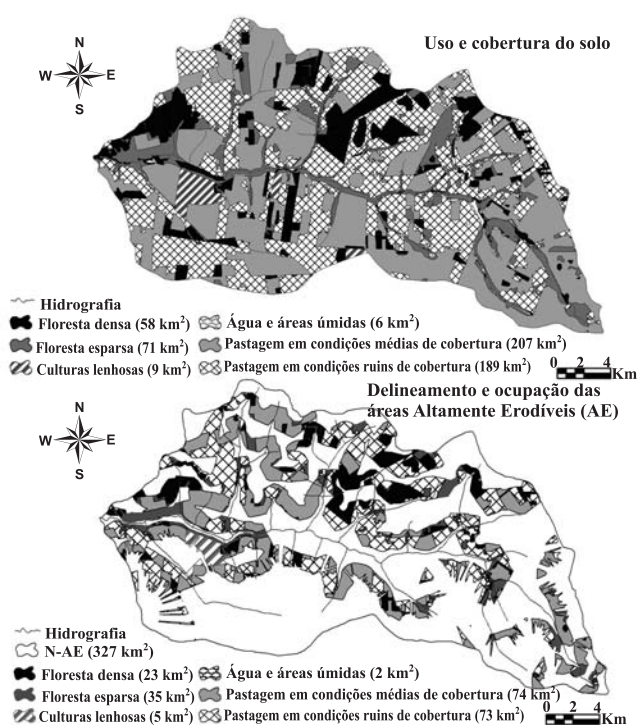 Uso e cobertura do solo
N
W E
S
Hidrografia
Floresta densa (58 km²) Água e áreas úmidas (6 km²)
Floresta esparsa (71 km²) Pastagem em condições médias de cobertura (207 km²)
Culturas lenhosas (9 km²) Pastagem em condições ruins de cobertura (189 km²)
0 2 4
Km
Delineamento e ocupação das
áreas Altamente Erodíveis (AE)
N
W E
S
Hidrografia
N-AE (327 km²)
Floresta densa (23 km²) Água e áreas úmidas (2 km²)
Floresta esparsa (35 km²) Pastagem em condições médias de cobertura (74 km²)
Culturas lenhosas (5 km²) Pastagem em condições ruins de cobertura (73 km²)
0 2 4
Km